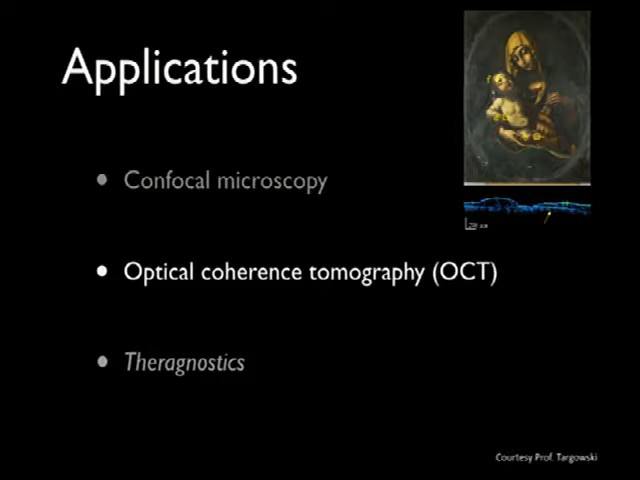 Applications
Confocal microscopy
Optical coherence tomography (OCT)
Theragnostics
Courtesy Prof. Targowski